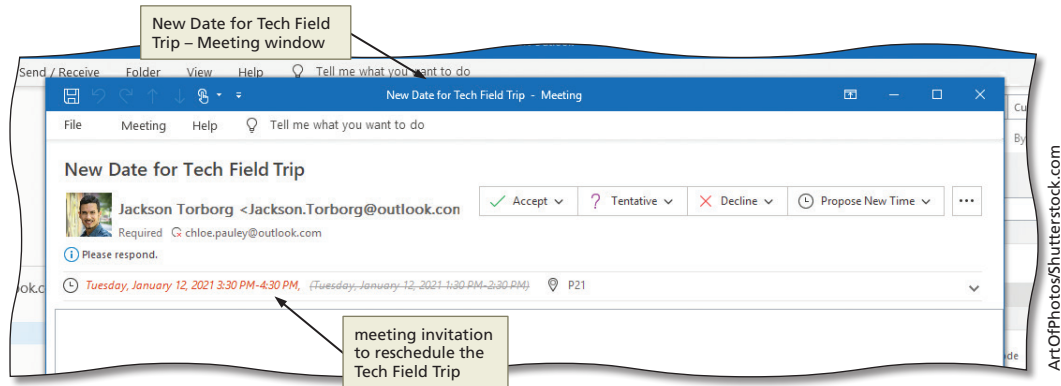 New Date for Tech Field
Trip – Meeting window
Send / Receive Folder View Help Tell me what you want to do
New Date for Tech Field Trip - Meeting
Cu
File Meeting Help Tell me what you want to do
By
New Date for Tech Field Trip
Jackson Torborg <Jackson.Torborg@outlook.con
Accept ? Tentative Decline Propose New Time ...
Required chloe.pauley@outlook.com
Please respond.
ook.c
Tuesday, January 12, 2021 3:30 PM-4:30 PM, (Tuesday, January 12, 2021 1:30 PM-2:30 PM) P21
meeting invitation
to reschedule the
Tech Field Trip
de
ArtOfPhotos/Shutterstock.com